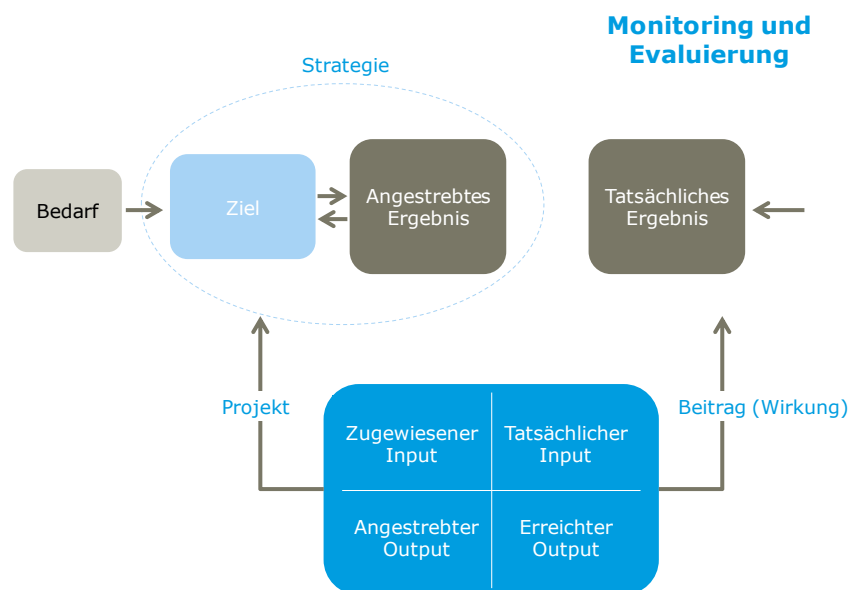 Monitoring und
Evaluierung
Strategie
Bedarf
Ziel
Angestrebtes
Ergebnis
Tatsächliches
Ergebnis
Projekt
Beitrag (Wirkung)
Zugewiesener
Input
Tatsächlicher
Input
Angestrebter
Output
Erreichter
Output